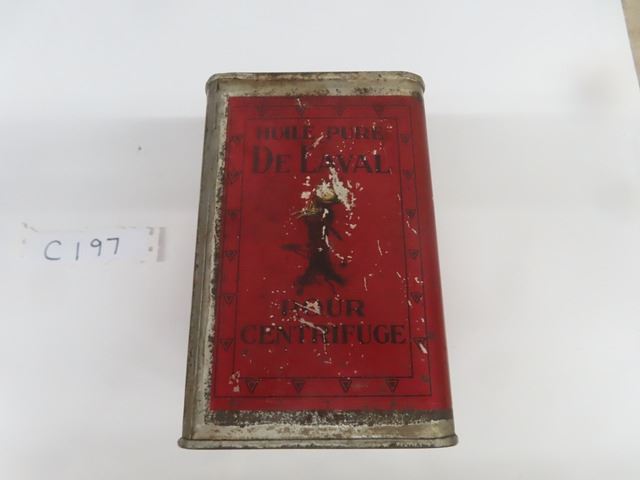 HUILE PURE
DE LAVAL
POUR
CENTRIFUGE
C197